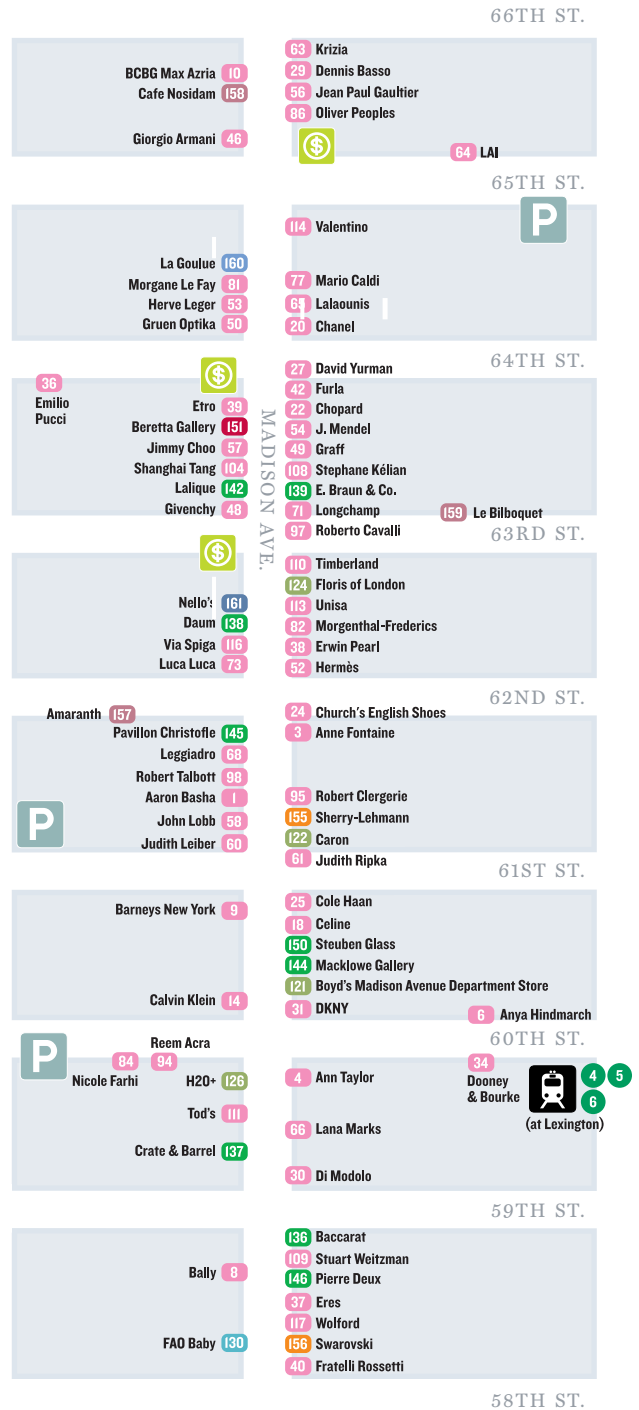 66TH ST.
63 Krizia
BCBG Max Azria 10
29 Dennis Basso
Cafe Nosidam 158
56 Jean Paul Gaultier
86 Oliver Peoples
Giorgio Armani 46
$
64 LAI
65TH ST.
P
114 Valentino
La Goulue 160
Morgane Le Fay 81
77 Mario Caldi
Herve Leger 53
65 Lalaounis
Gruen Optika 50
20 Chanel
64TH ST.
36
Emilio
Pucci
$
27 David Yurman
42 Furla
Etro 39
22 Chopard
Beretta Gallery 151
54 J. Mendel
Jimmy Choo 57
49 Graff
Shanghai Tang 104
108 Stephane Kélian
Lalique 142
139 E. Braun & Co.
Givenchy 48
71 Longchamp
159 Le Bilboquet
97 Roberto Cavalli
MADISON AVE.
63RD ST.
$
110 Timberland
124 Floris of London
Nello's 161
113 Unisa
Daum 138
82 Morgenthal-Frederics
Via Spiga 116
38 Erwin Pearl
Luca Luca 73
52 Hermès
62ND ST.
Amaranth 157
24 Church's English Shoes
Pavillon Christofle 145
3 Anne Fontaine
Leggiadro 68
Robert Talbott 98
Aaron Basha 1
95 Robert Clergerie
P
John Lobb 58
155 Sherry-Lehmann
Judith Leiber 60
122 Caron
61 Judith Ripka
61ST ST.
Barneys New York 9
25 Cole Haan
18 Celine
150 Steuben Glass
144 Macklowe Gallery
121 Boyd's Madison Avenue Department Store
Calvin Klein 14
31 DKNY
6 Anya Hindmarch
60TH ST.
P
Reem Acra
84 94
Nicole Farhi
H2O+ 126
4 Ann Taylor
34
Dooney
& Bourke
4 5
6
(at Lexington)
Tod's 111
66 Lana Marks
Crate & Barrel 137
30 Di Modolo
59TH ST.
136 Baccarat
109 Stuart Weitzman
Bally 8
146 Pierre Deux
37 Eres
117 Wolford
FAO Baby 130
156 Swarovski
40 Fratelli Rossetti
58TH ST.